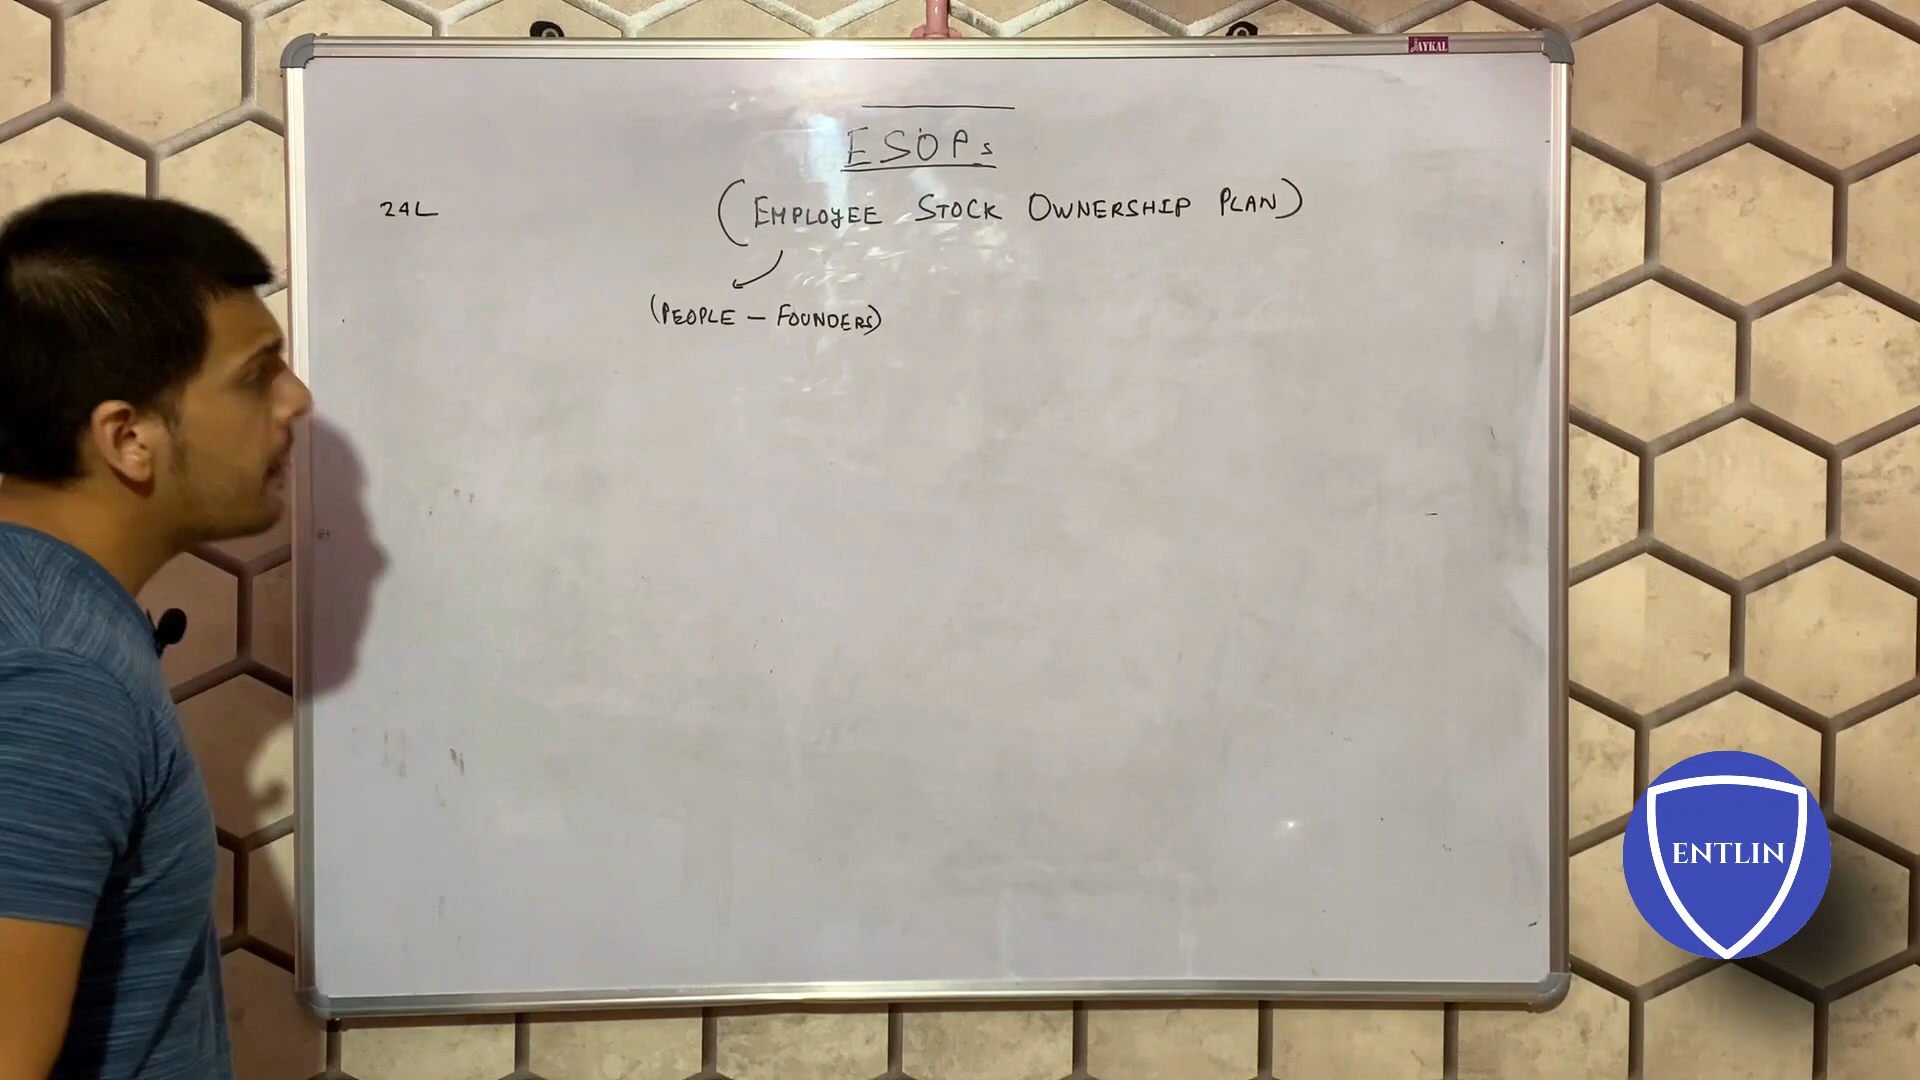 JAYKAL
ESOPs
24L
(EMPLOYEE STOCK OWNERSHIP PLAN)
(PEOPLE — FOUNDERS)
ENTLIN